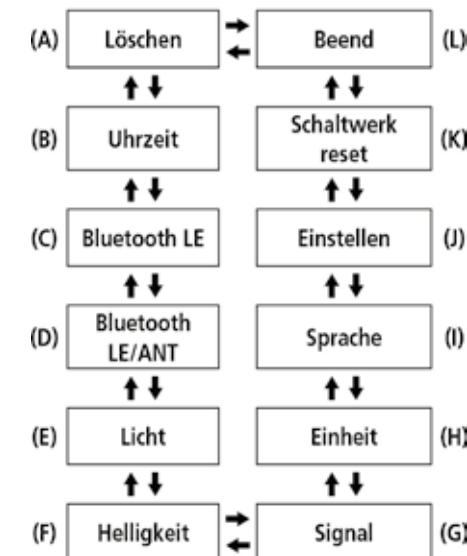 (A) Löschen Beend (L)
(B) Uhrzeit Schaltwerk reset (K)
(C) Bluetooth LE Einstellen (J)
(D) Bluetooth LE/ANT Sprache (I)
(E) Licht Einheit (H)
(F) Helligkeit Signal (G)